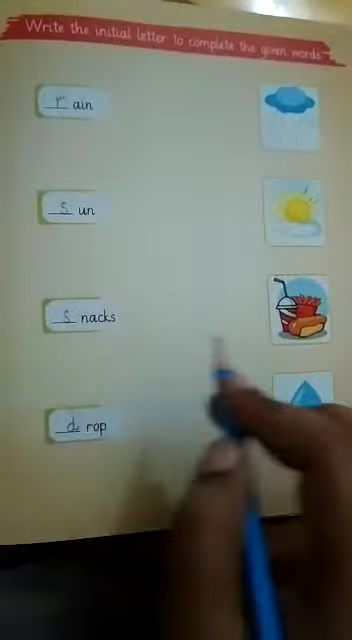 Write the initial letter to complete the given words
r ain
s un
s nacks
d rop